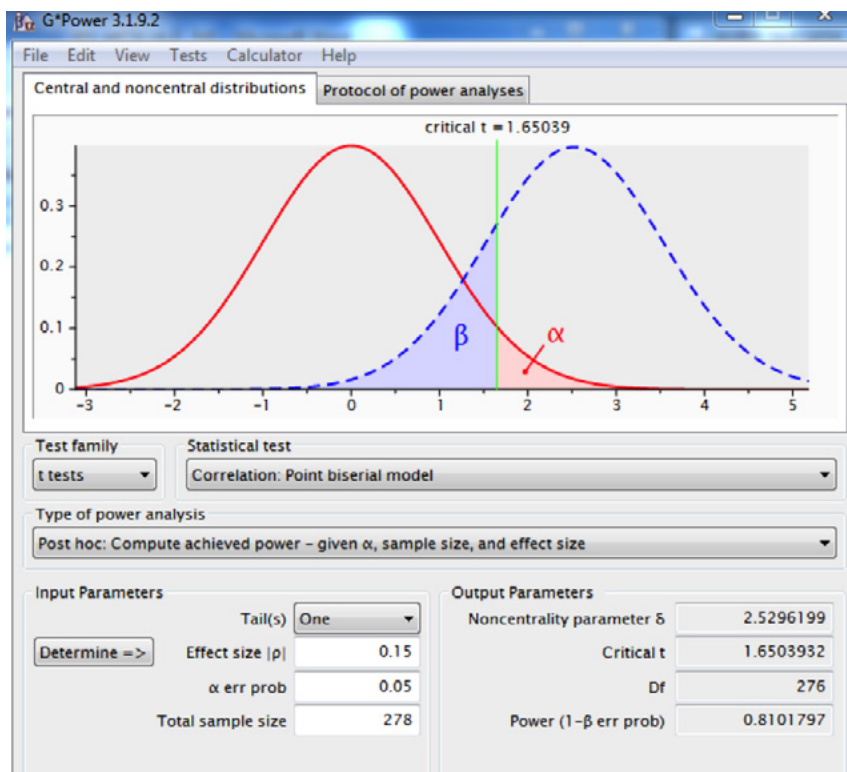 βα G*Power 3.1.9.2
File Edit View Tests Calculator Help
Central and noncentral distributions Protocol of power analyses
critical t = 1.65039
0.3
0.2
0.1
0
β
α
-3 -2 -1 0 1 2 3 4 5
Test family Statistical test
t tests Correlation: Point biserial model
Type of power analysis
Post hoc: Compute achieved power – given α, sample size, and effect size
Input Parameters Output Parameters
Tail(s) One Noncentrality parameter δ 2.5296199
Determine => Effect size |ρ| 0.15 Critical t 1.6503932
α err prob 0.05 Df 276
Total sample size 278 Power (1–β err prob) 0.8101797